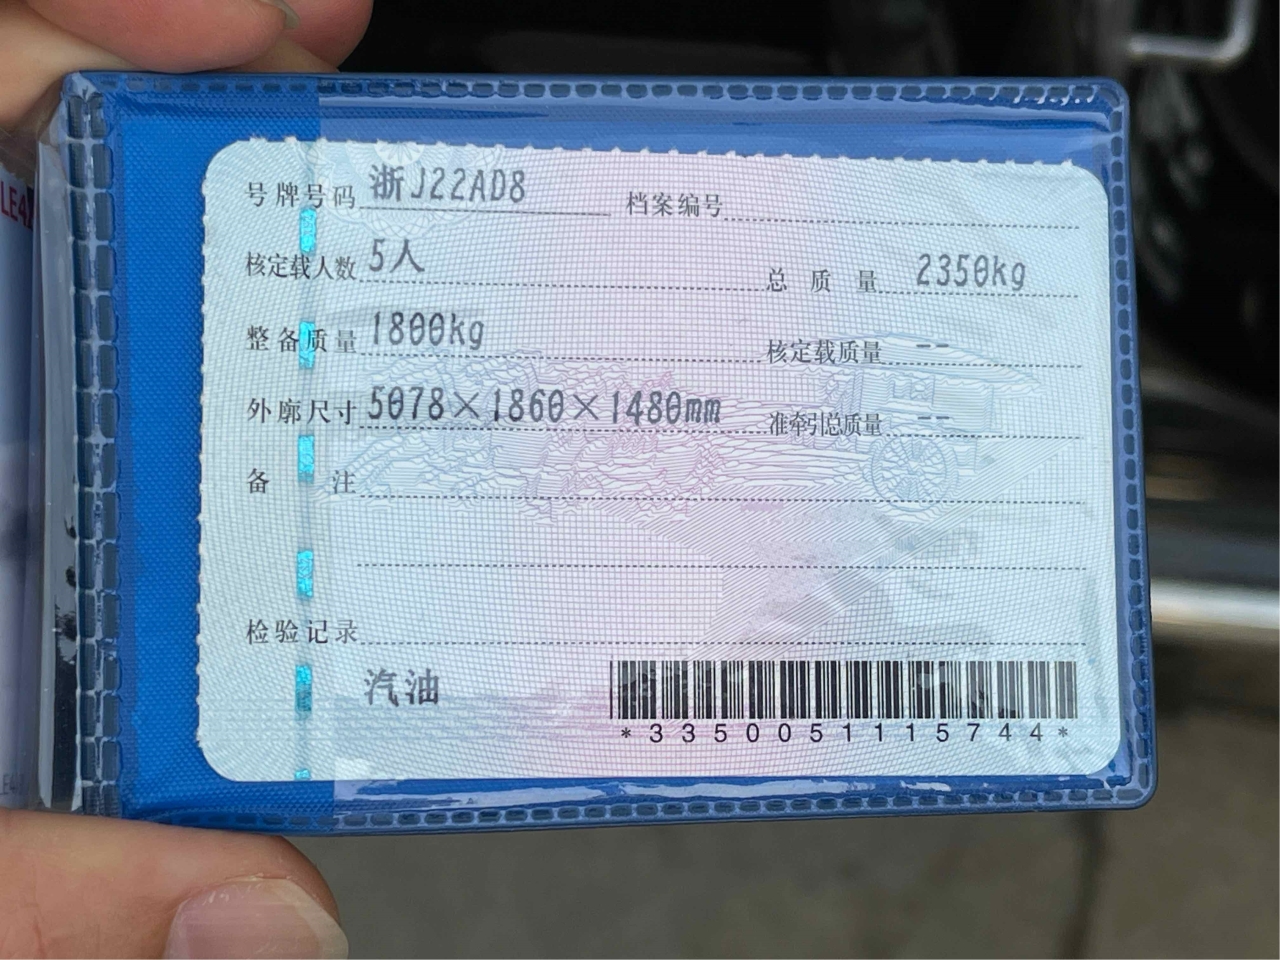 号牌号码 浙J22AD8 档案编号
核定载人数 5人 总质量 2350kg
整备质量 1800kg 核定载质量 --
外廓尺寸 5078×1860×1480mm 准牵引总质量 --
备注
检验记录
汽油
*3350051115744*